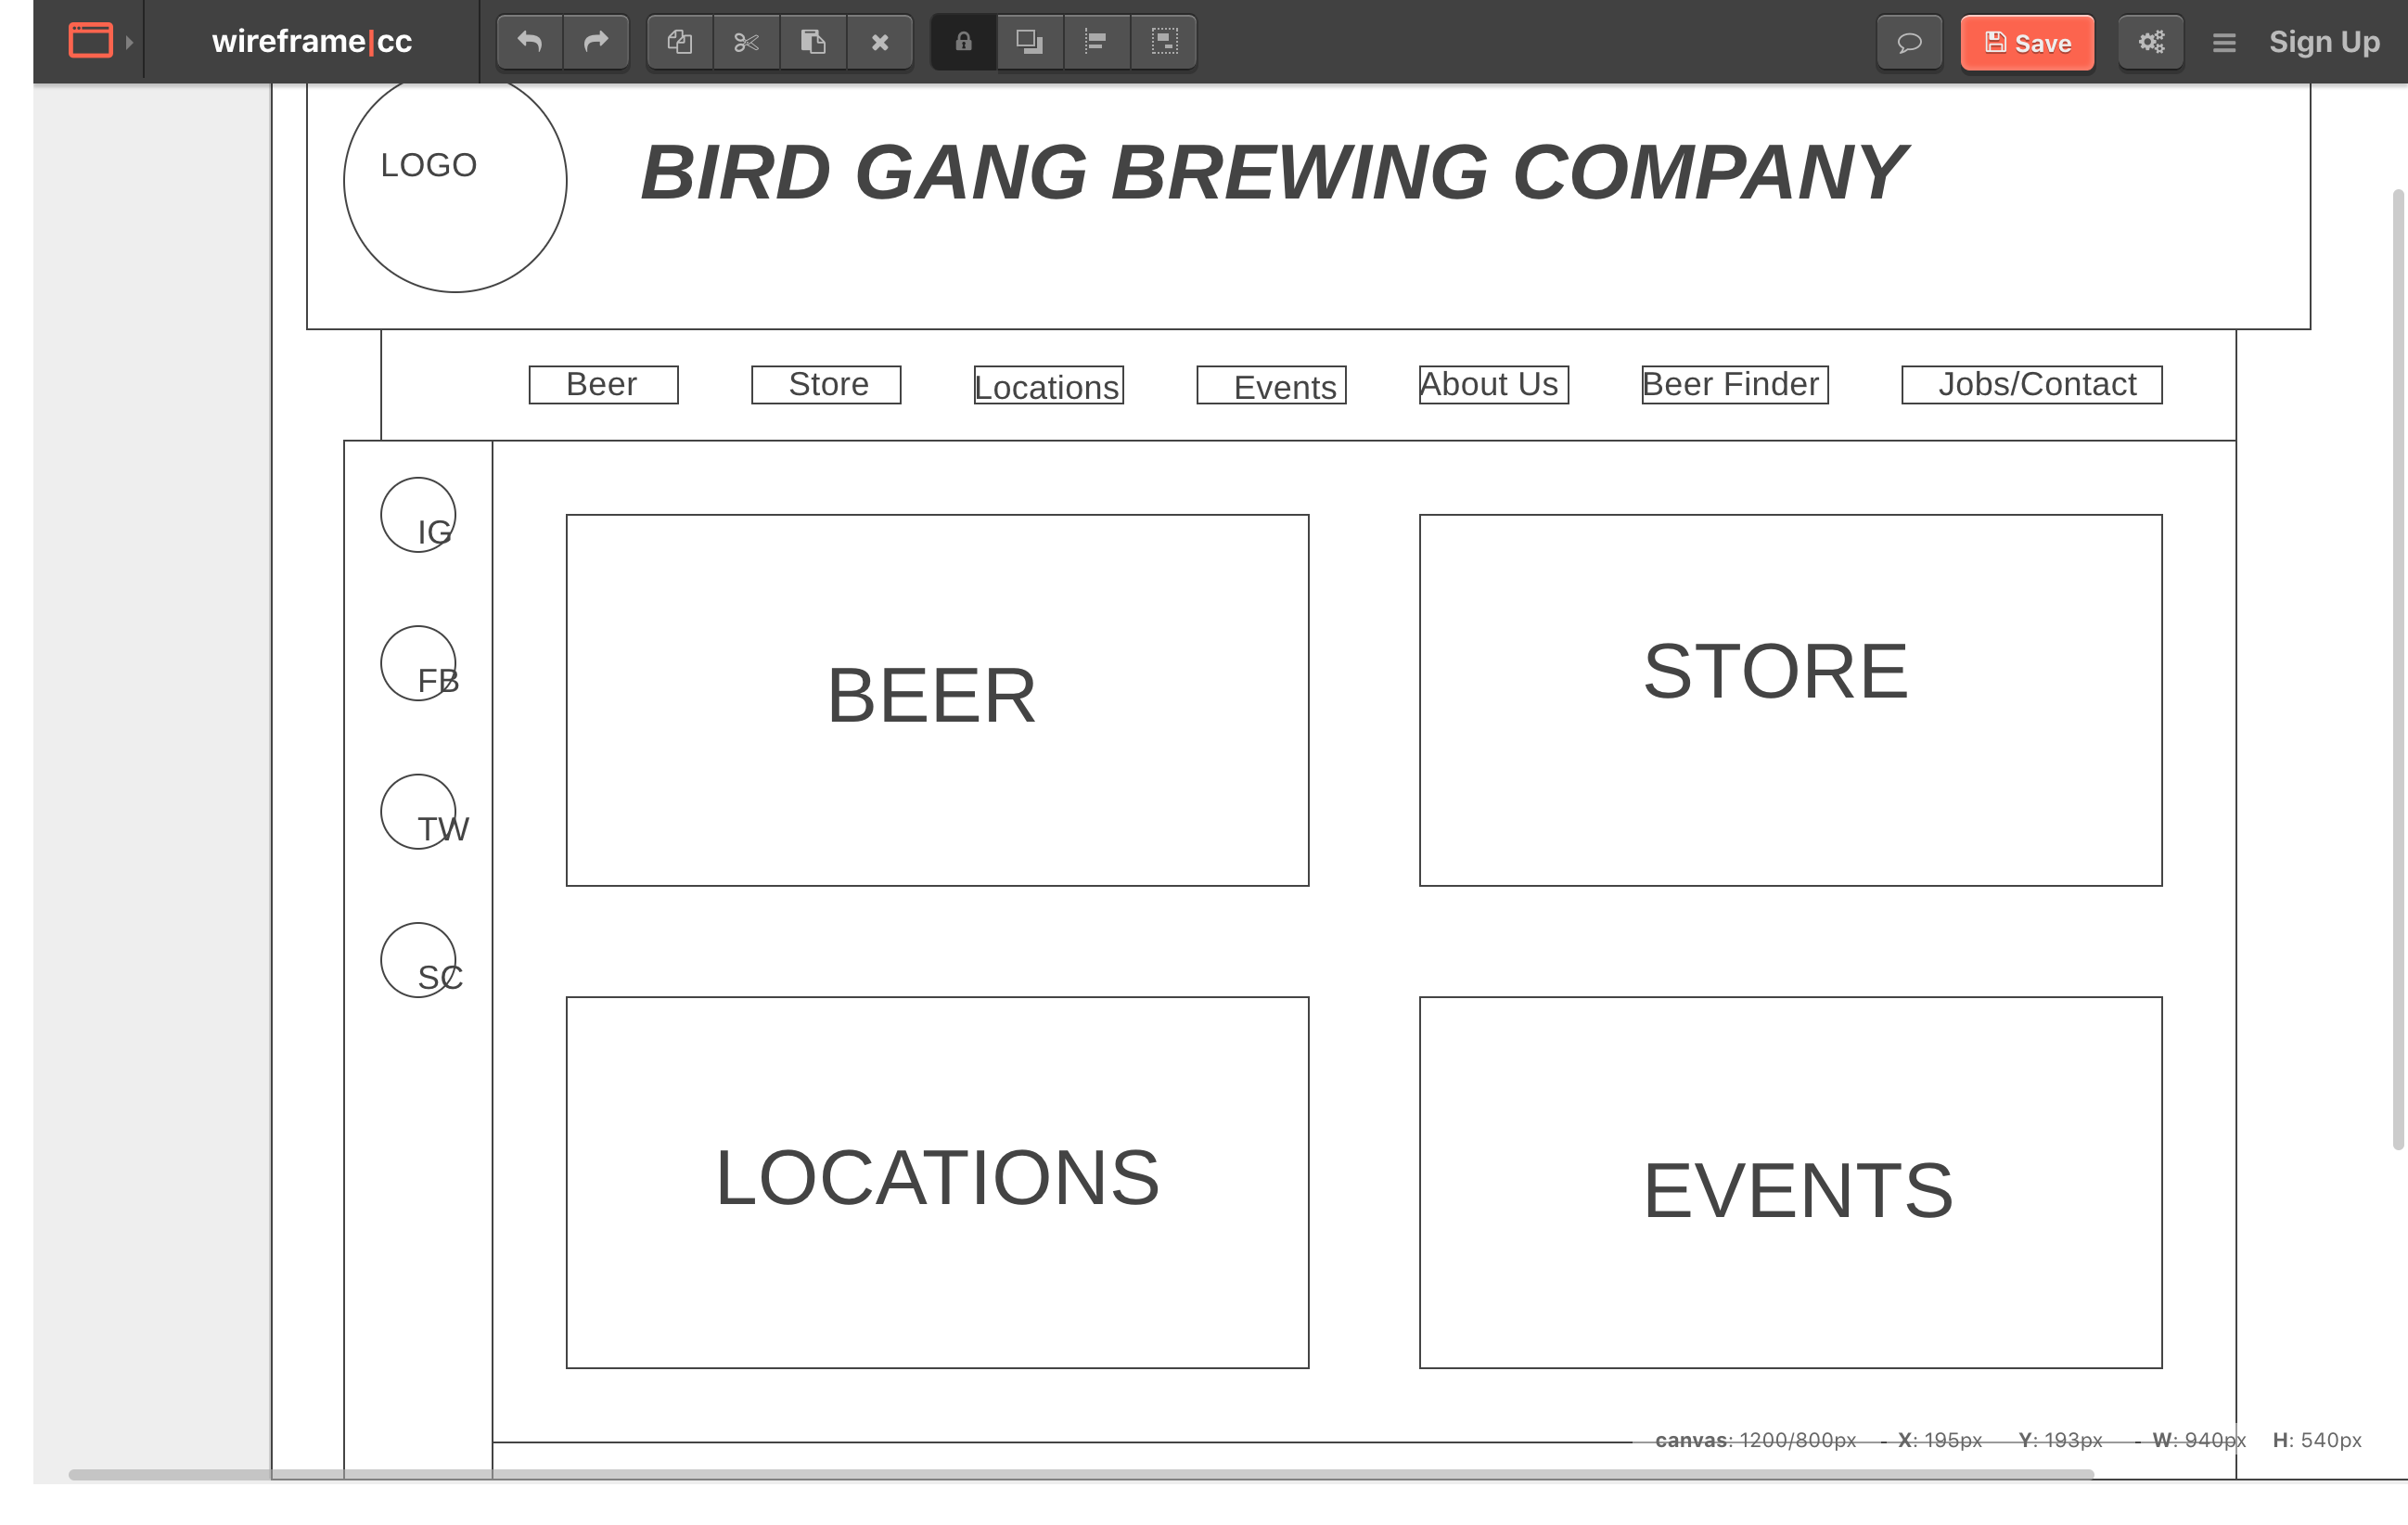 wireframe|cc
Save
Sign Up
LOGO
BIRD GANG BREWING COMPANY
Beer
Store
Locations
Events
About Us
Beer Finder
Jobs/Contact
IG
FB
TW
SC
BEER
STORE
LOCATIONS
EVENTS
canvas: 1200/800px - X: 195px Y: 193px - W: 940px H: 540px